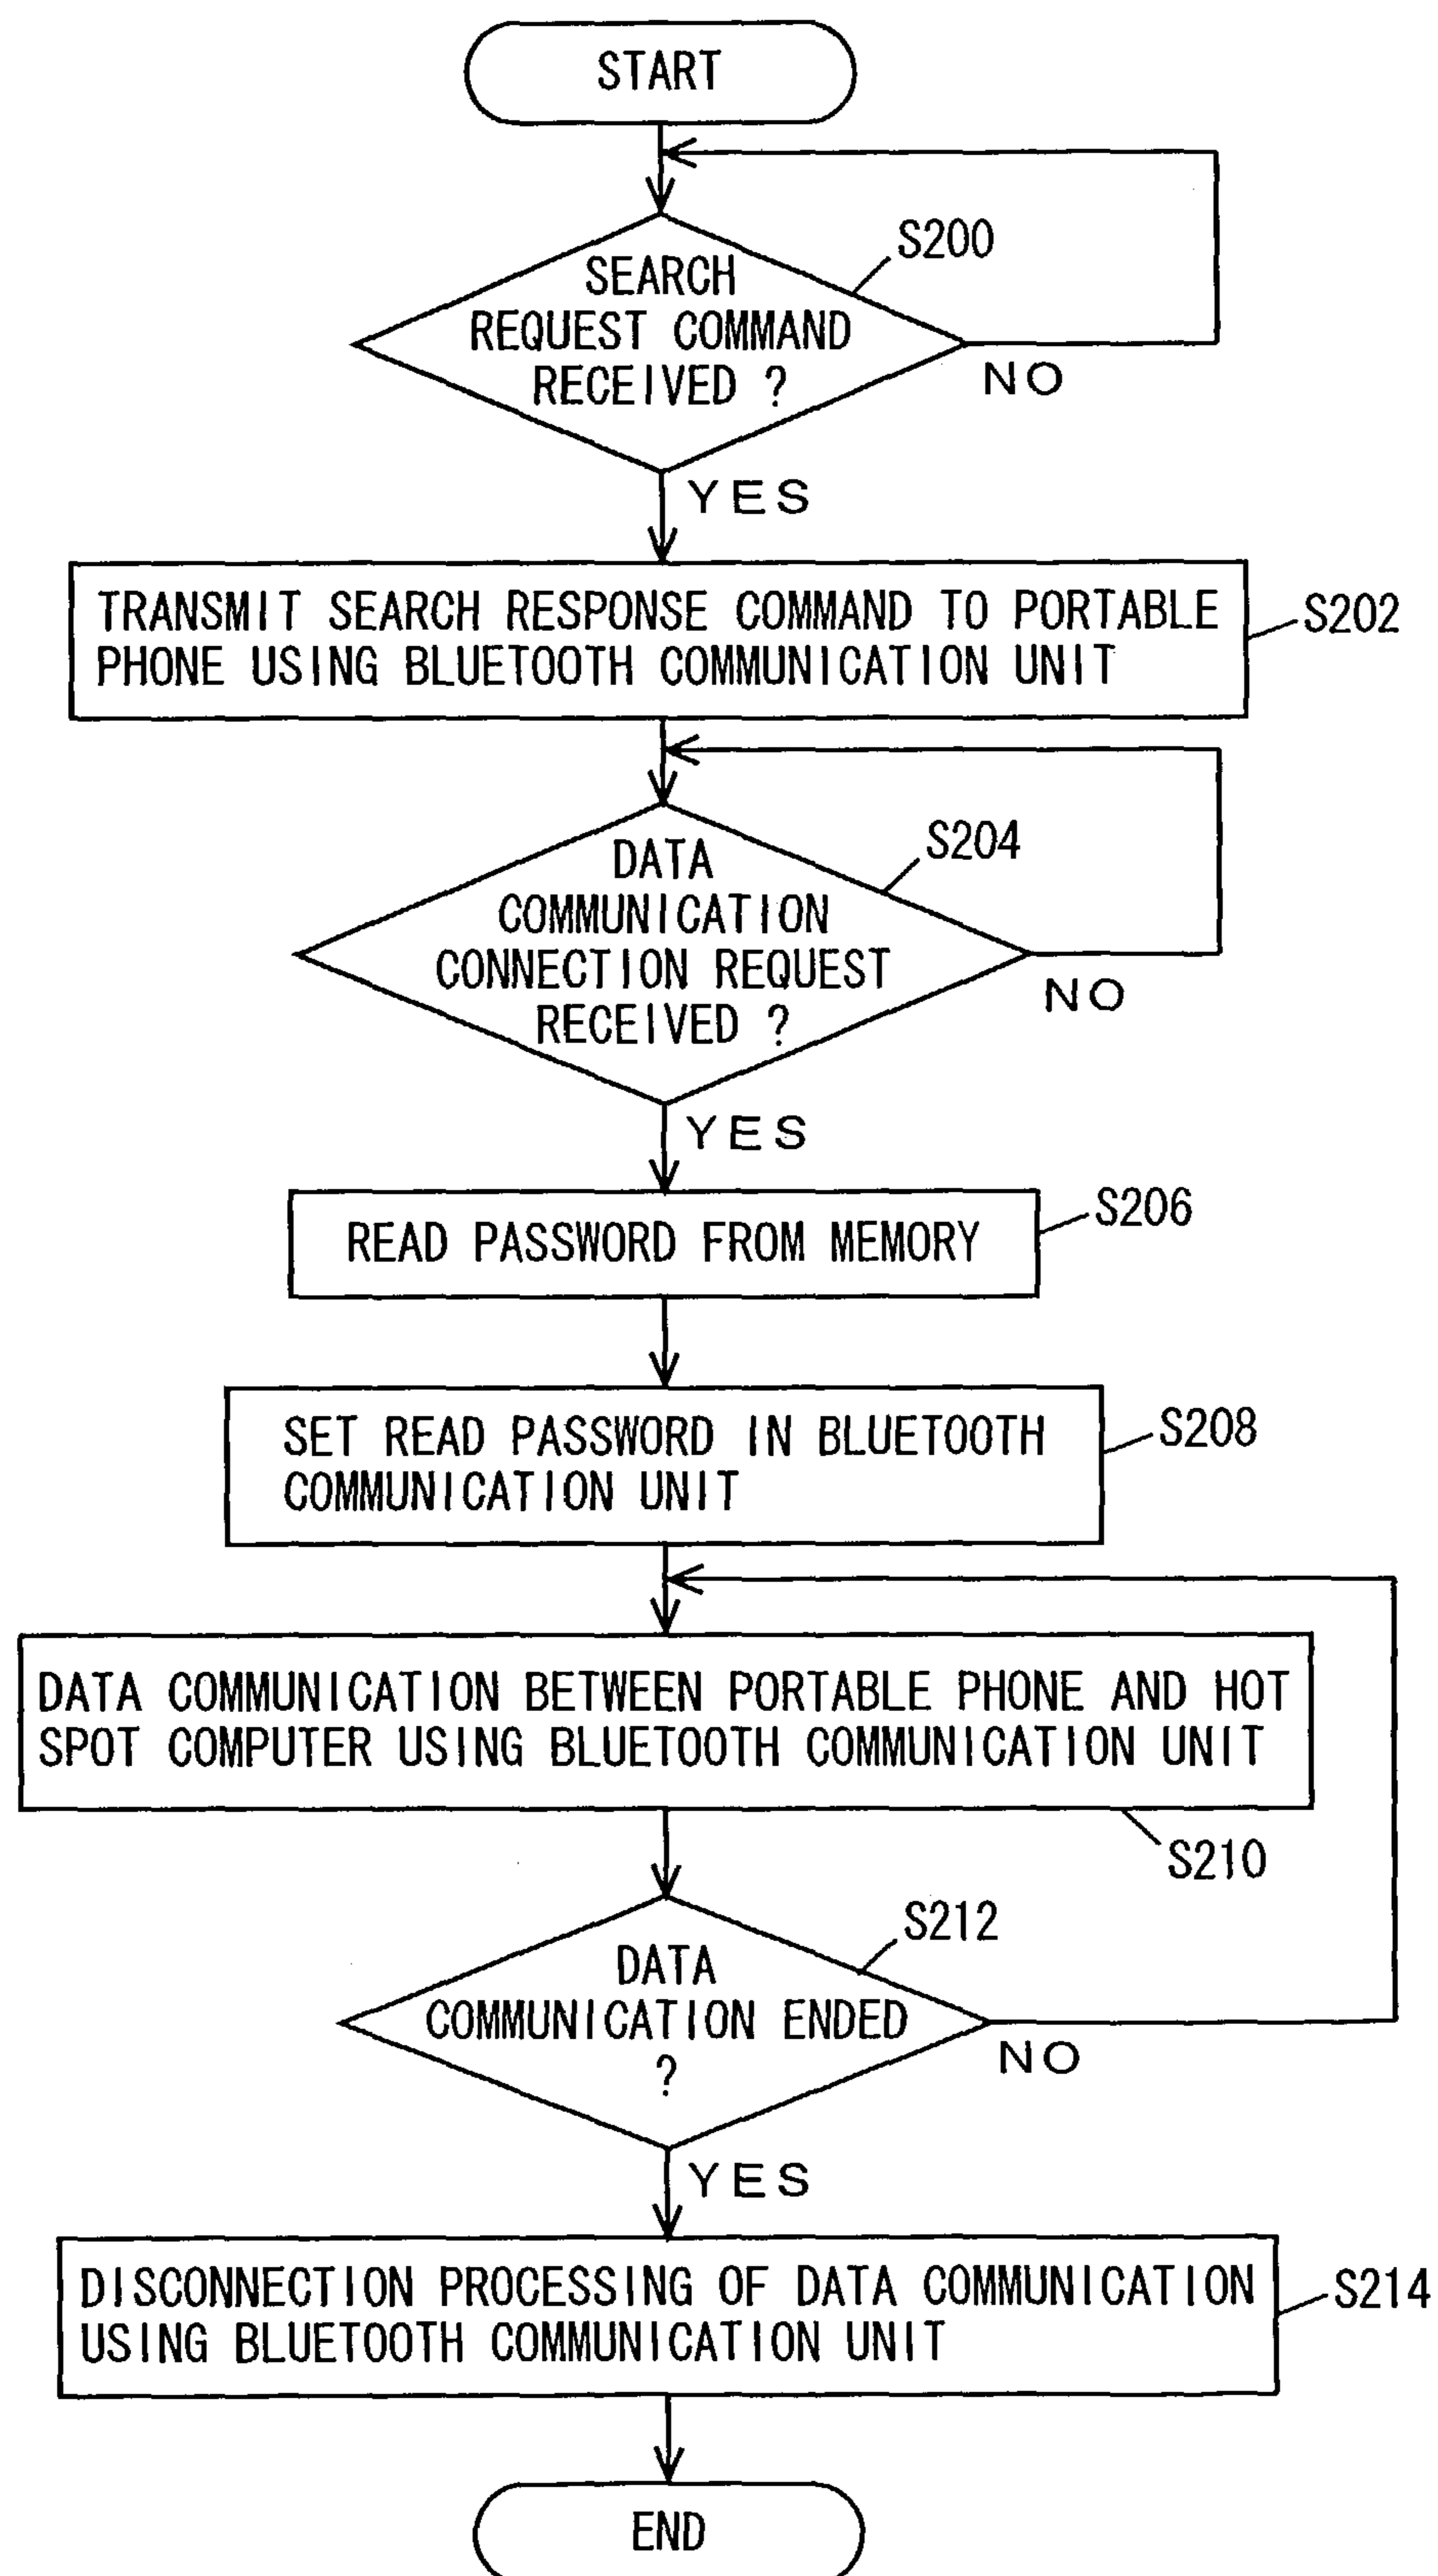 START
S200
SEARCH
REQUEST COMMAND
RECEIVED ?
NO
YES
TRANSMIT SEARCH RESPONSE COMMAND TO PORTABLE
PHONE USING BLUETOOTH COMMUNICATION UNIT
S202
S204
DATA
COMMUNICATION
CONNECTION REQUEST
RECEIVED ?
NO
YES
READ PASSWORD FROM MEMORY
S206
SET READ PASSWORD IN BLUETOOTH
COMMUNICATION UNIT
S208
DATA COMMUNICATION BETWEEN PORTABLE PHONE AND HOT
SPOT COMPUTER USING BLUETOOTH COMMUNICATION UNIT
S210
S212
DATA
COMMUNICATION ENDED
?
NO
YES
DISCONNECTION PROCESSING OF DATA COMMUNICATION
USING BLUETOOTH COMMUNICATION UNIT
S214
END